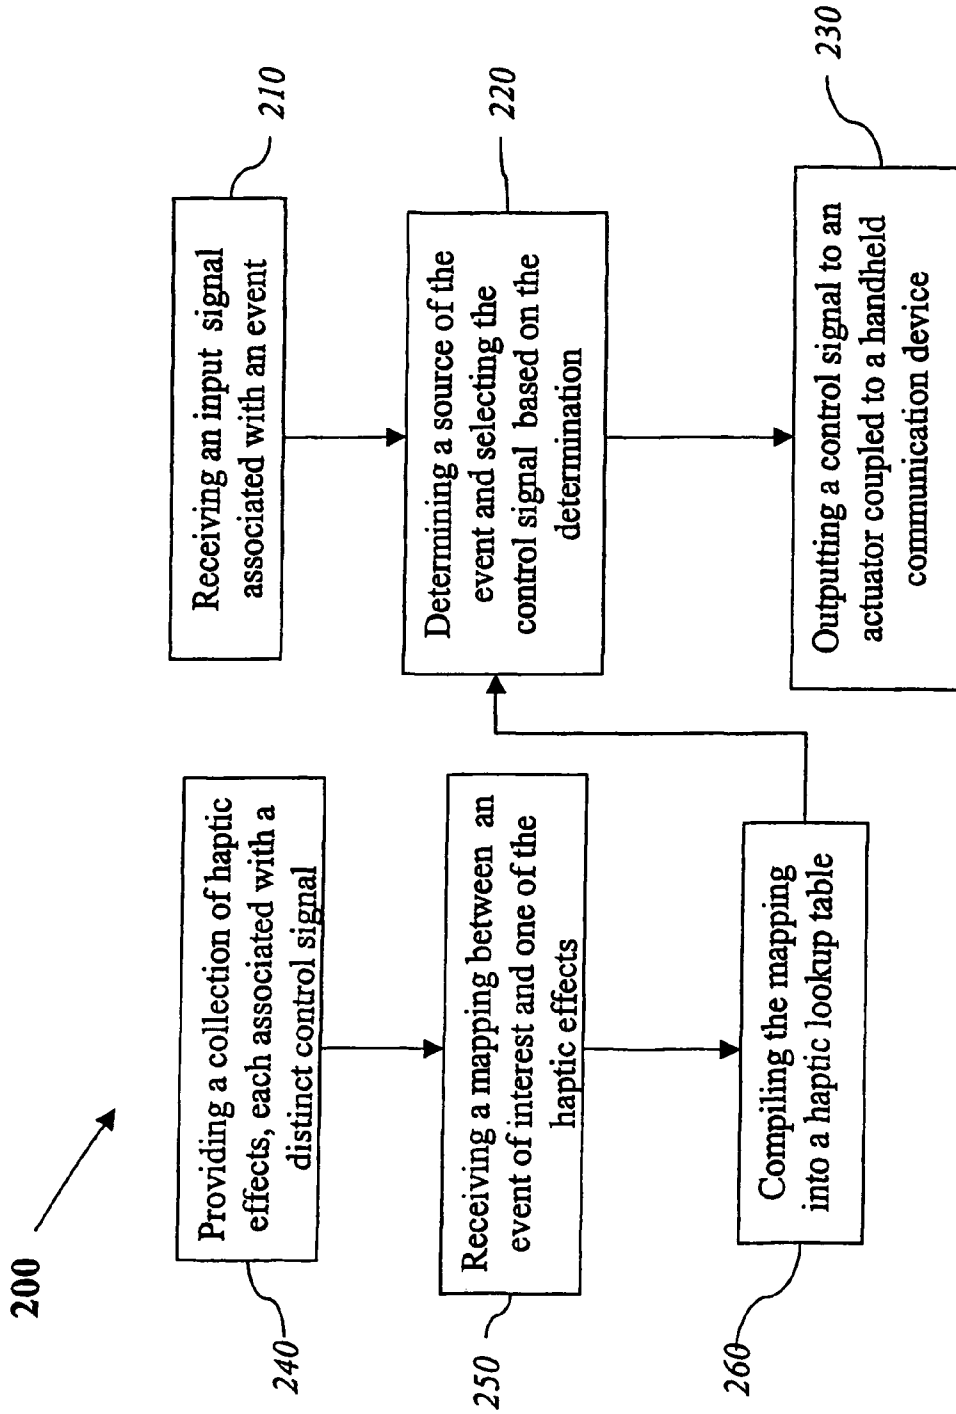 200
Providing a collection of haptic
effects, each associated with a
distinct control signal
240
Receiving a mapping between an
event of interest and one of the
haptic effects
250
Compiling the mapping
into a haptic lookup table
260
Receiving an input signal
associated with an event
210
Determining a source of the
event and selecting the
control signal based on the
determination
220
Outputting a control signal to an
actuator coupled to a handheld
communication device
230